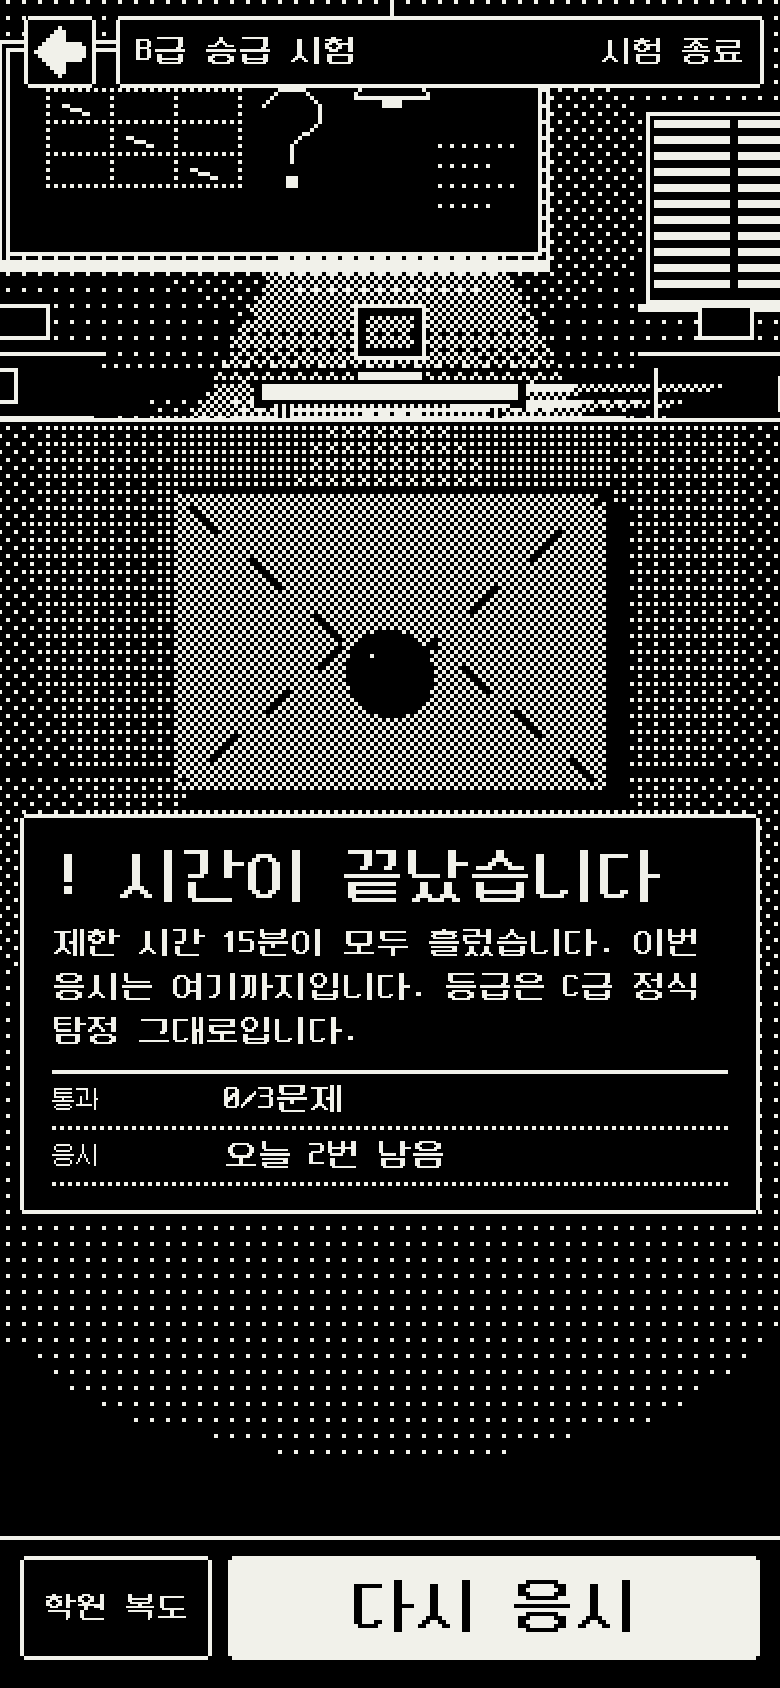 B급 승급 시험
시험 종료
?
! 시간이 끝났습니다
제한 시간 15분이 모두 흘렀습니다. 이번
응시는 여기까지입니다. 등급은 C급 정식
탐정 그대로입니다.
통과 0/3문제
응시 오늘 2번 남음
학원 복도
다시 응시